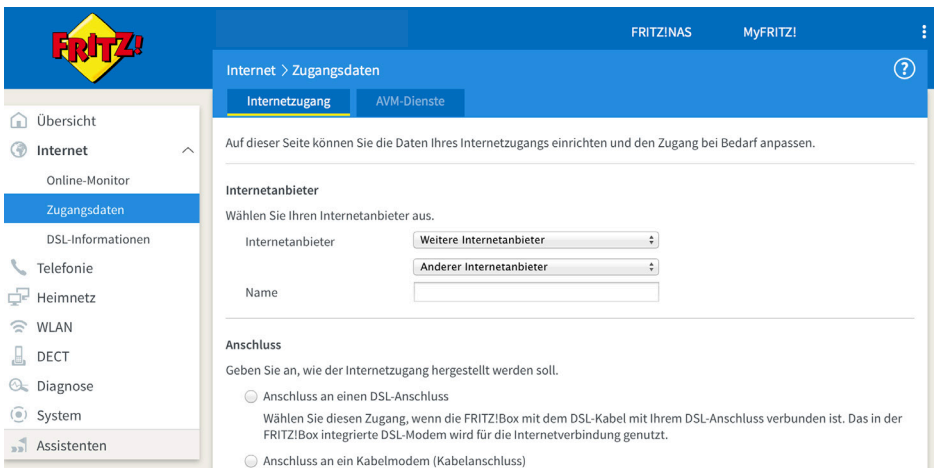 FRITZ!
FRITZ!NAS MyFRITZ!
Internet > Zugangsdaten
?
Internetzugang AVM-Dienste
Übersicht
Internet
Online-Monitor
Zugangsdaten
DSL-Informationen
Telefonie
Heimnetz
WLAN
DECT
Diagnose
System
Assistenten
Auf dieser Seite können Sie die Daten Ihres Internetzugangs einrichten und den Zugang bei Bedarf anpassen.
Internetanbieter
Wählen Sie Ihren Internetanbieter aus.
Internetanbieter Weitere Internetanbieter
Anderer Internetanbieter
Name
Anschluss
Geben Sie an, wie der Internetzugang hergestellt werden soll.
Anschluss an einen DSL-Anschluss
Wählen Sie diesen Zugang, wenn die FRITZ!Box mit dem DSL-Kabel mit Ihrem DSL-Anschluss verbunden ist. Das in der
FRITZ!Box integrierte DSL-Modem wird für die Internetverbindung genutzt.
Anschluss an ein Kabelmodem (Kabelanschluss)